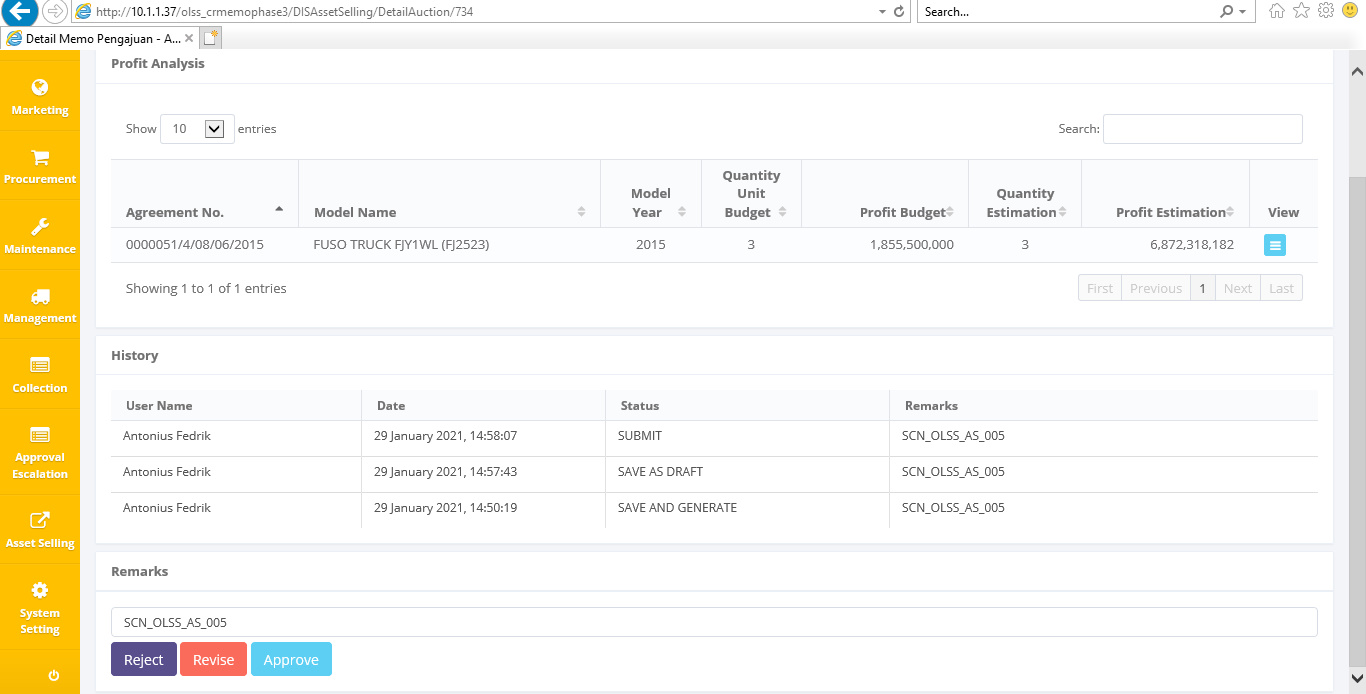 http://10.1.1.37/olss_crmemophase3/DISAssetSelling/DetailAuction/734
Search...
Detail Memo Pengajuan - A...
Marketing
Procurement
Maintenance
Management
Collection
Approval
Escalation
Asset Selling
System
Setting
Profit Analysis
Show 10 entries
Search:
Agreement No. Model Name Model Year Quantity Unit Budget Profit Budget Quantity Estimation Profit Estimation View
0000051/4/08/06/2015 FUSO TRUCK FJY1WL (FJ2523) 2015 3 1,855,500,000 3 6,872,318,182
Showing 1 to 1 of 1 entries
First Previous 1 Next Last
History
User Name Date Status Remarks
Antonius Fedrik 29 January 2021, 14:58:07 SUBMIT SCN_OLSS_AS_005
Antonius Fedrik 29 January 2021, 14:57:43 SAVE AS DRAFT SCN_OLSS_AS_005
Antonius Fedrik 29 January 2021, 14:50:19 SAVE AND GENERATE SCN_OLSS_AS_005
Remarks
SCN_OLSS_AS_005
Reject Revise Approve